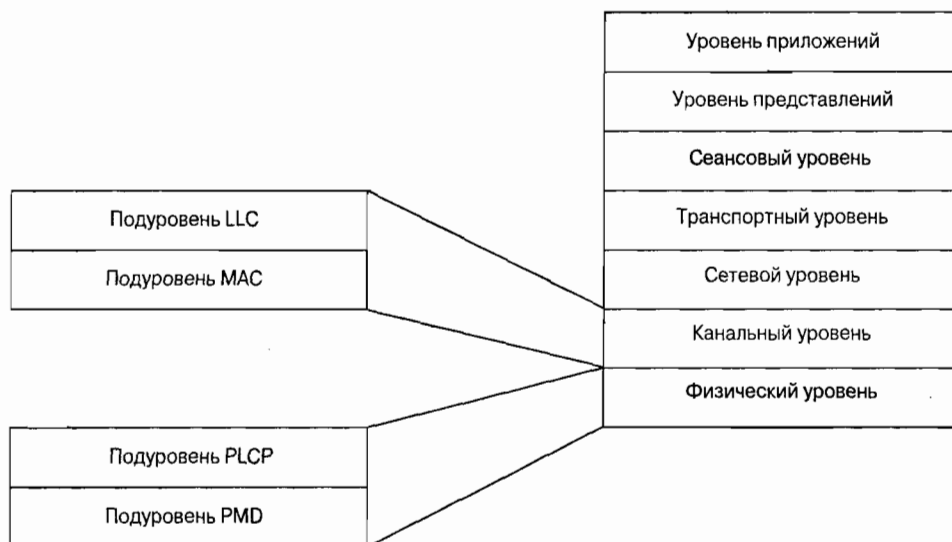 Уровень приложений
Уровень представлений
Сеансовый уровень
Транспортный уровень
Сетевой уровень
Канальный уровень
Физический уровень
Подуровень LLC
Подуровень MAC
Подуровень PLCP
Подуровень PMD